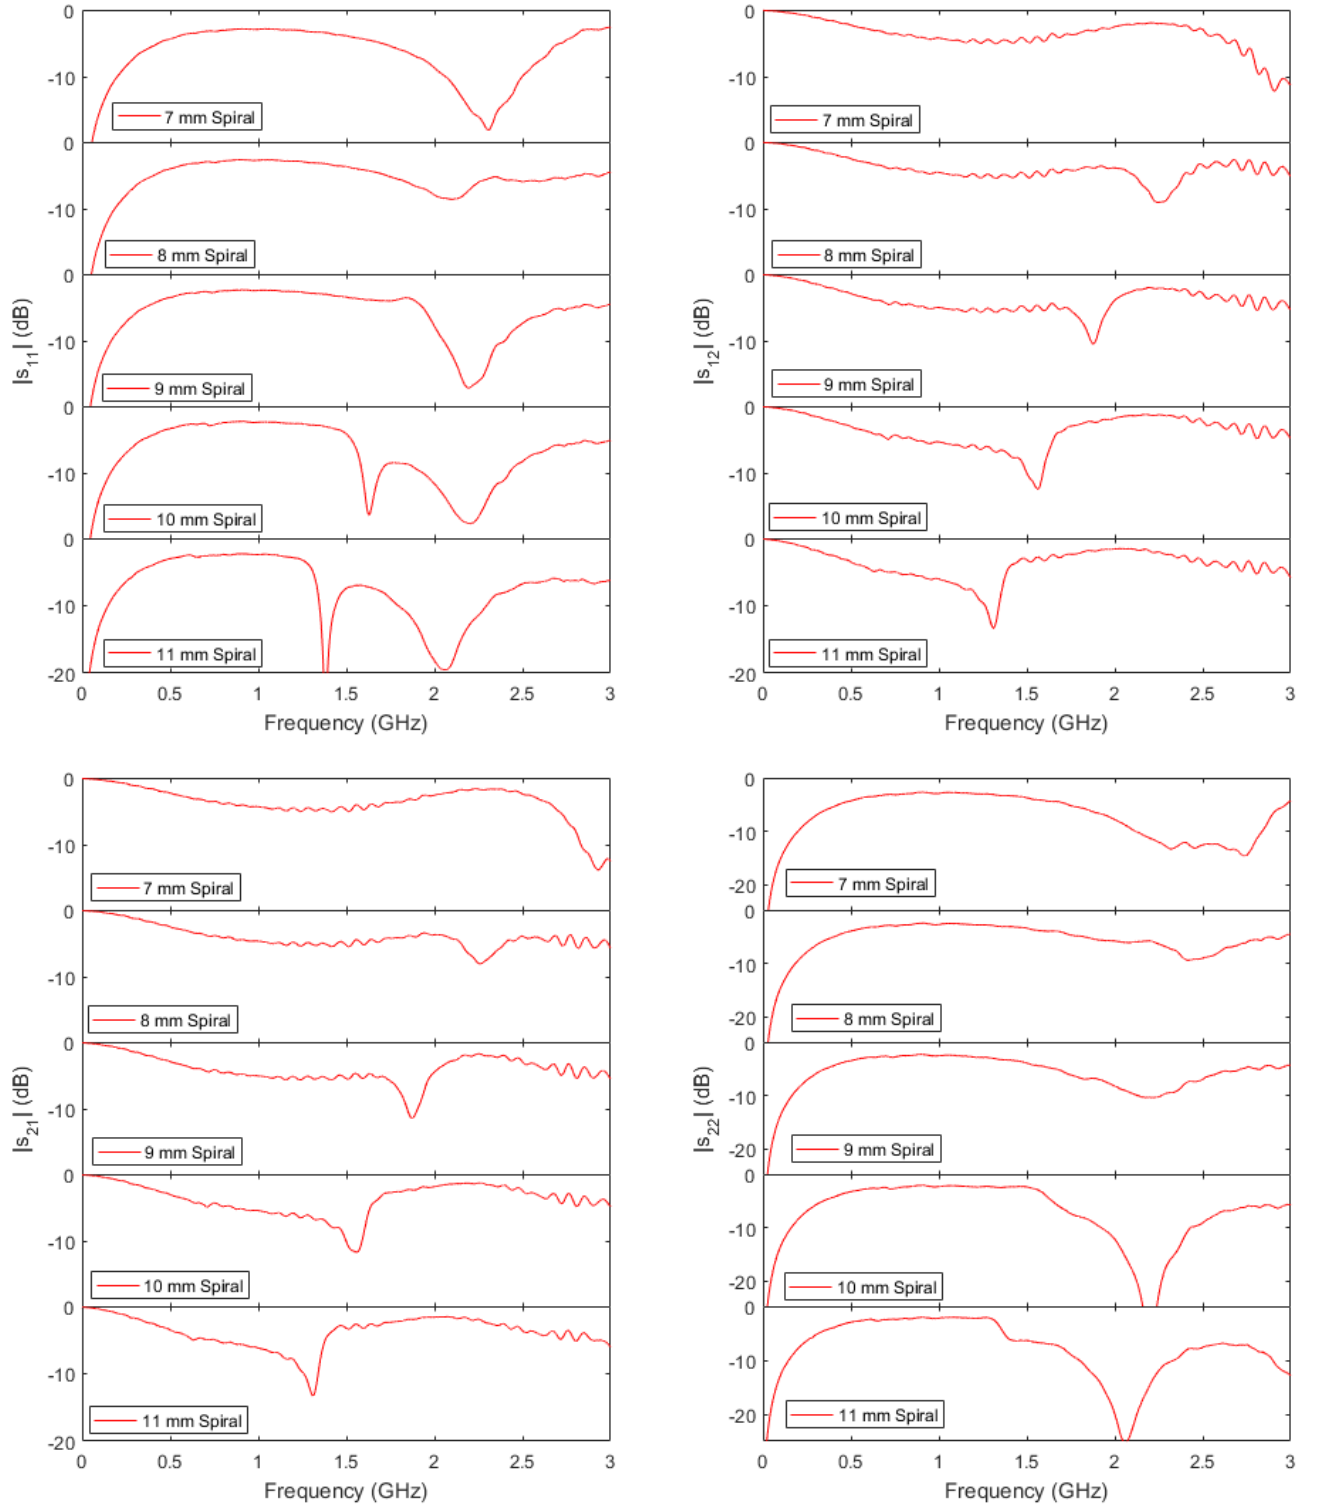 0
-10
7 mm Spiral
0
-10
8 mm Spiral
0
-10
9 mm Spiral
0
-10
10 mm Spiral
0
-10
11 mm Spiral
-20
0 0.5 1 1.5 2 2.5 3
Frequency (GHz)
|s11| (dB)
0
-10
7 mm Spiral
0
-10
8 mm Spiral
0
-10
9 mm Spiral
0
-10
10 mm Spiral
0
-10
11 mm Spiral
-20
0 0.5 1 1.5 2 2.5 3
Frequency (GHz)
|s12| (dB)
0
-10
7 mm Spiral
0
-10
8 mm Spiral
0
-10
9 mm Spiral
0
-10
10 mm Spiral
0
-10
11 mm Spiral
-20
0 0.5 1 1.5 2 2.5 3
Frequency (GHz)
|s21| (dB)
0
-10
-20
7 mm Spiral
0
-10
-20
8 mm Spiral
0
-10
-20
9 mm Spiral
0
-10
-20
10 mm Spiral
0
-10
-20
11 mm Spiral
0 0.5 1 1.5 2 2.5 3
Frequency (GHz)
|s22| (dB)